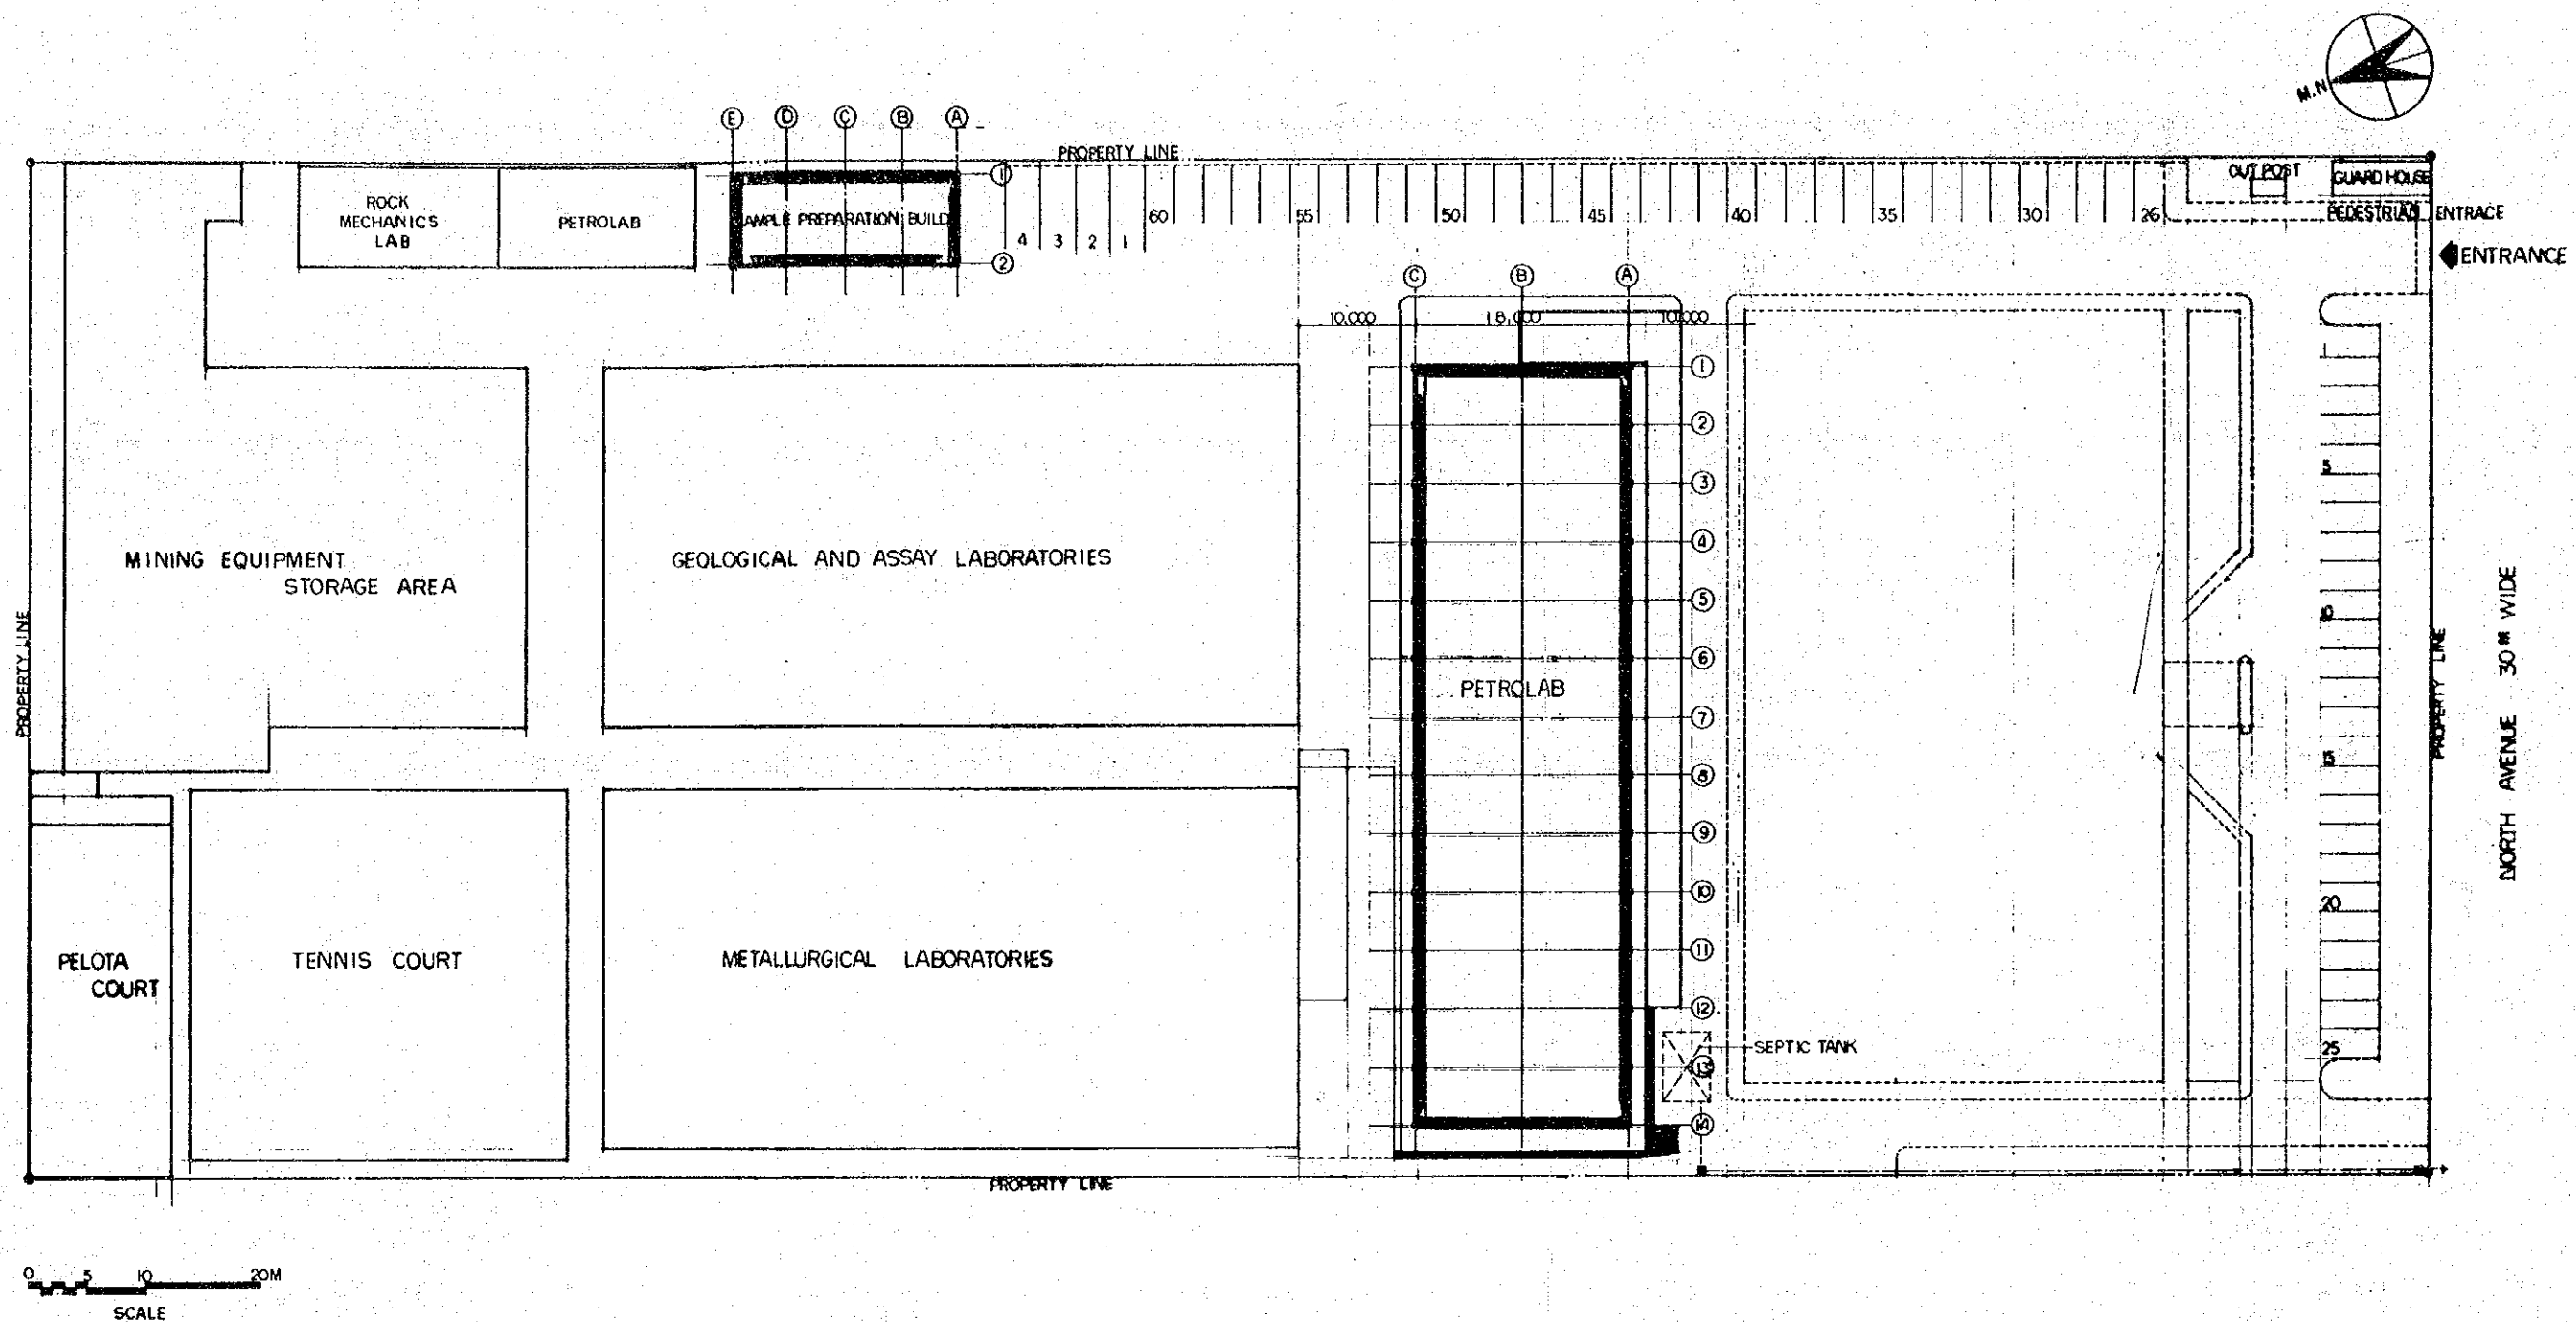 M.N
E D C B A
PROPERTY LINE
1
2
ROCK
MECHANICS
LAB
PETROLAB
AMPLE PREPARATION BUILD
4 3 2 1
60 55 50 45 40 35 30 26
OUT POST
GUARD HOUSE
PEDESTRIAN ENTRACE
ENTRANCE
C B A
10.000 18,000 10,000
1
2
3
4
5
6
7
8
9
10
11
12
13
14
MINING EQUIPMENT
STORAGE AREA
GEOLOGICAL AND ASSAY LABORATORIES
PETROLAB
PROPERTY LINE
PELOTA
COURT
TENNIS COURT
METALLURGICAL LABORATORIES
SEPTIC TANK
1
5
10
15
20
25
PROPERTY LINE
NORTH AVENUE 30M WIDE
PROPERTY LINE
0 5 10 20M
SCALE